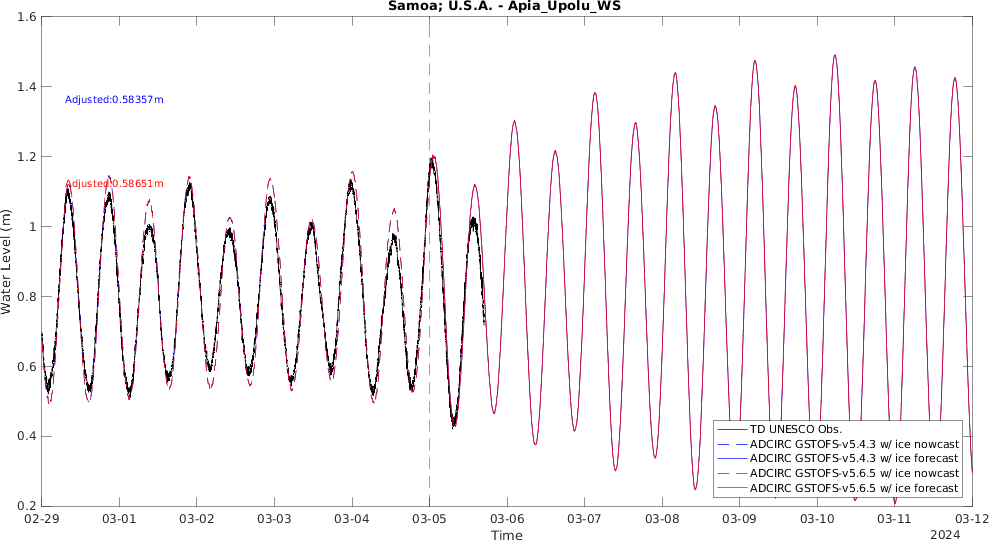 Samoa; U.S.A. - Apia_Upolu_WS
1.6
1.4
1.2
1
0.8
0.6
0.4
0.2
Water Level (m)
Adjusted:0.58357m
Adjusted:0.58651m
TD UNESCO Obs.
ADCIRC GSTOFS-v5.4.3 w/ ice nowcast
ADCIRC GSTOFS-v5.4.3 w/ ice forecast
ADCIRC GSTOFS-v5.6.5 w/ ice nowcast
ADCIRC GSTOFS-v5.6.5 w/ ice forecast
02-29 03-01 03-02 03-03 03-04 03-05 03-06 03-07 03-08 03-09 03-10 03-11 03-12
Time
2024